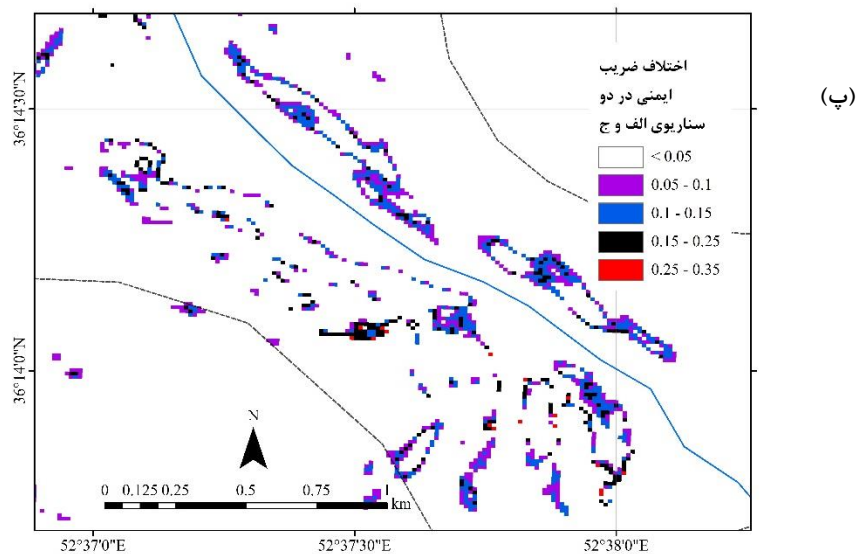 (پ)
اختلاف ضریب
ایمنی در دو
سناریوی الف و ج
< 0.05
0.05 - 0.1
0.1 - 0.15
0.15 - 0.25
0.25 - 0.35
36°14'30"N
36°14'0"N
N
0 0.125 0.25 0.5 0.75 1
km
52°37'0"E 52°37'30"E 52°38'0"E